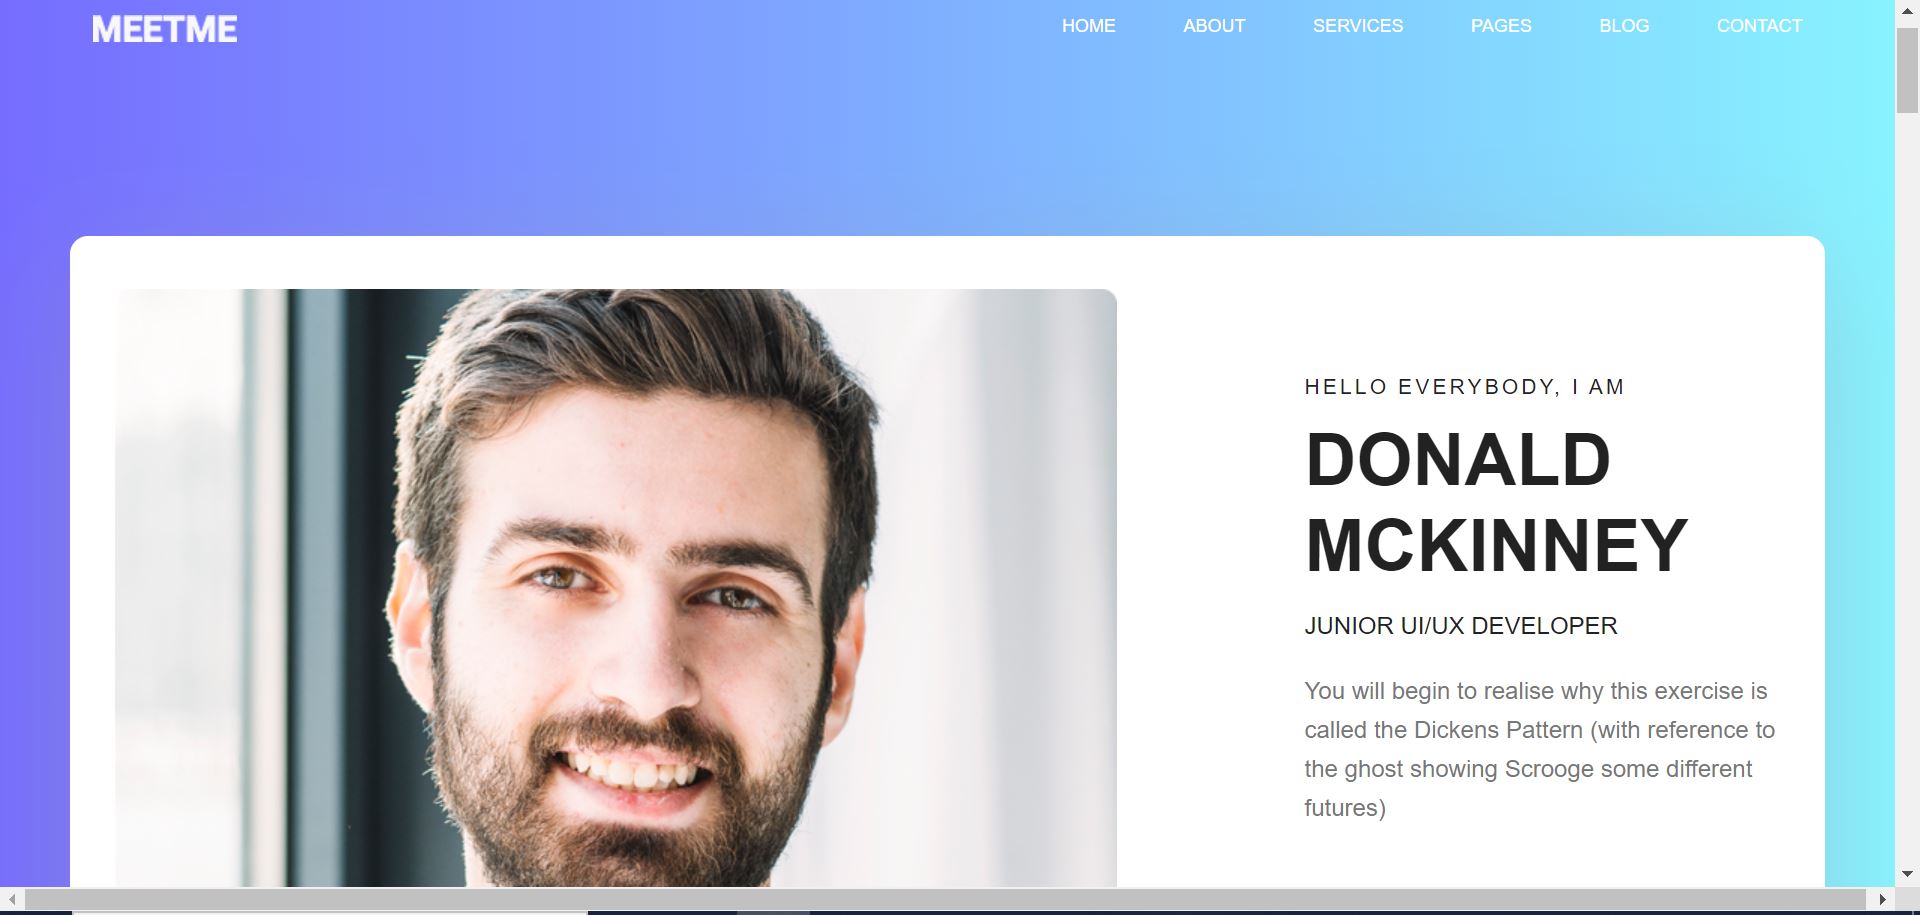 MEETME
HOME ABOUT SERVICES PAGES BLOG CONTACT
HELLO EVERYBODY, I AM
DONALD
MCKINNEY
JUNIOR UI/UX DEVELOPER
You will begin to realise why this exercise is
called the Dickens Pattern (with reference to
the ghost showing Scrooge some different
futures)